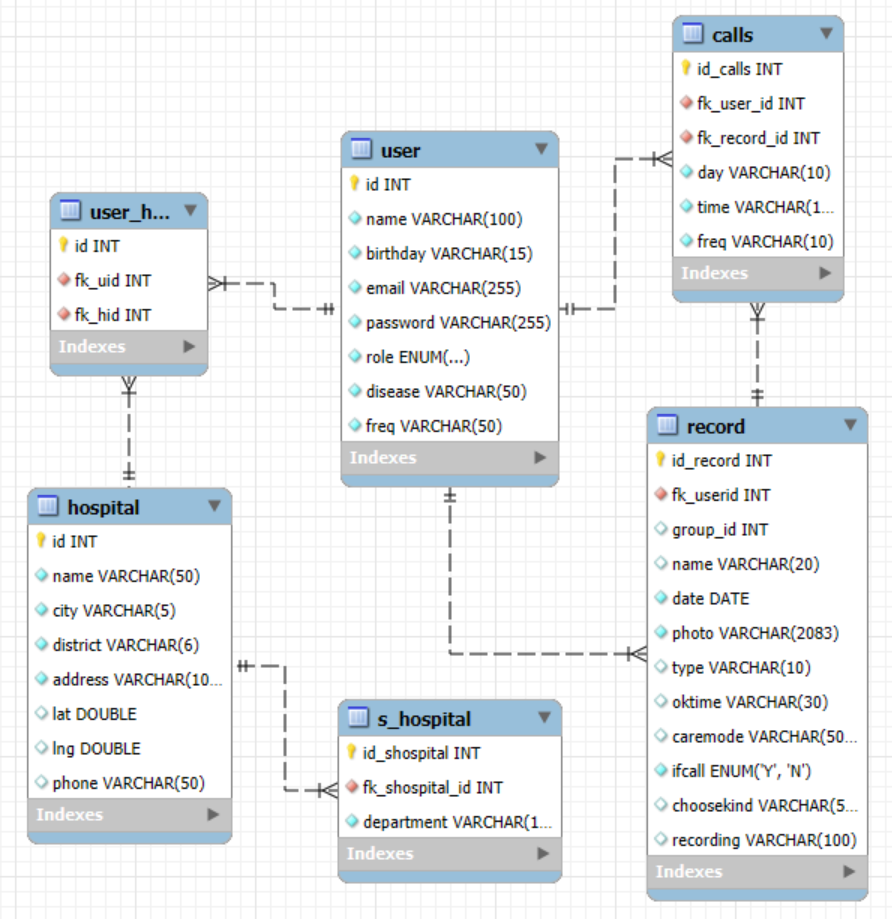 calls
id_calls INT
fk_user_id INT
fk_record_id INT
day VARCHAR(10)
time VARCHAR(1...
freq VARCHAR(10)
Indexes
user
id INT
name VARCHAR(100)
birthday VARCHAR(15)
email VARCHAR(255)
password VARCHAR(255)
role ENUM(...)
disease VARCHAR(50)
freq VARCHAR(50)
Indexes
user_h...
id INT
fk_uid INT
fk_hid INT
Indexes
record
id_record INT
fk_userid INT
group_id INT
name VARCHAR(20)
date DATE
photo VARCHAR(2083)
type VARCHAR(10)
oktime VARCHAR(30)
caremode VARCHAR(50...
ifcall ENUM('Y', 'N')
choosekind VARCHAR(5...
recording VARCHAR(100)
Indexes
hospital
id INT
name VARCHAR(50)
city VARCHAR(5)
district VARCHAR(6)
address VARCHAR(10...
lat DOUBLE
lng DOUBLE
phone VARCHAR(50)
Indexes
s_hospital
id_shospital INT
fk_shospital_id INT
department VARCHAR(1...
Indexes